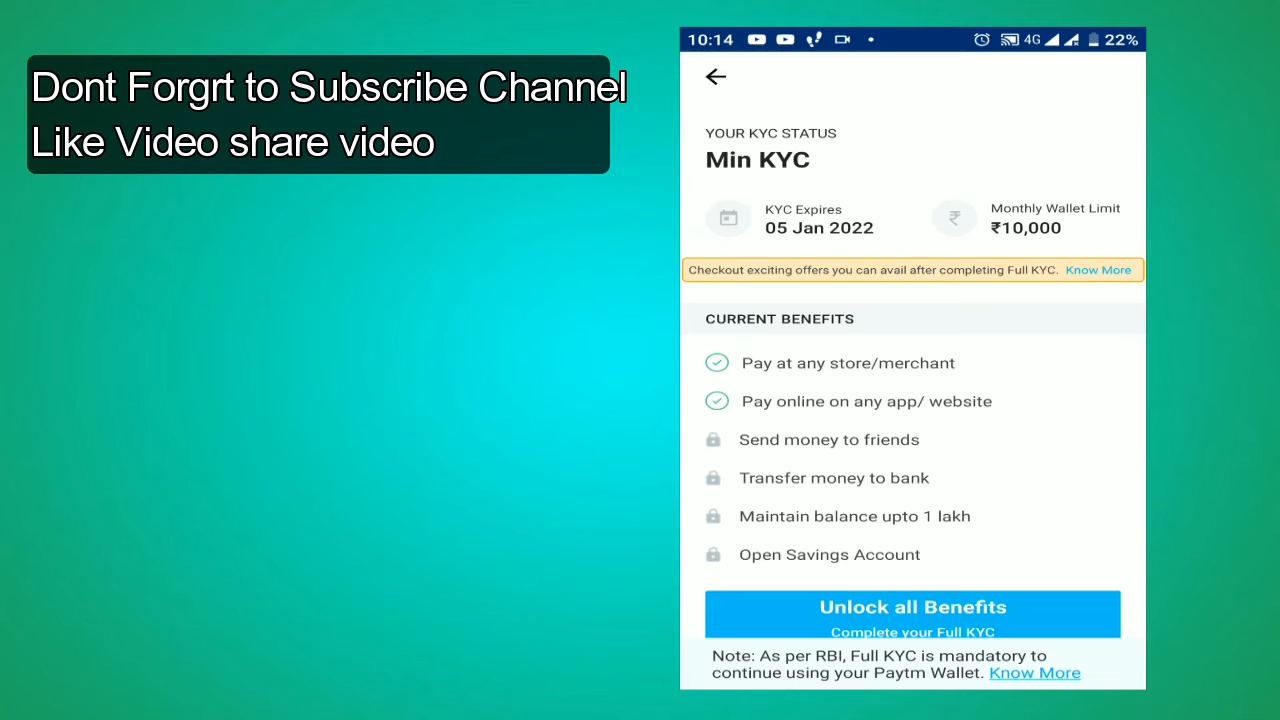 Dont Forgrt to Subscribe Channel
Like Video share video
10:14 4G 22%
YOUR KYC STATUS
Min KYC
KYC Expires
05 Jan 2022
Monthly Wallet Limit
₹10,000
Checkout exciting offers you can avail after completing Full KYC. Know More
CURRENT BENEFITS
Pay at any store/merchant
Pay online on any app/ website
Send money to friends
Transfer money to bank
Maintain balance upto 1 lakh
Open Savings Account
Unlock all Benefits
Complete your Full KYC
Note: As per RBI, Full KYC is mandatory to
continue using your Paytm Wallet. Know More